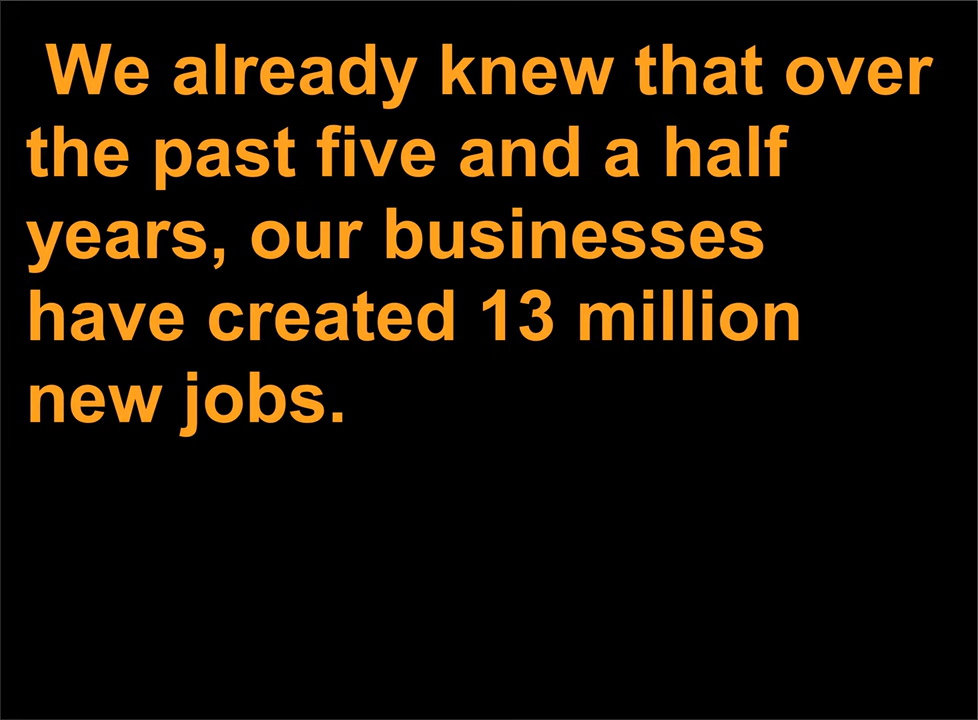 We already knew that over
the past five and a half
years, our businesses
have created 13 million
new jobs.